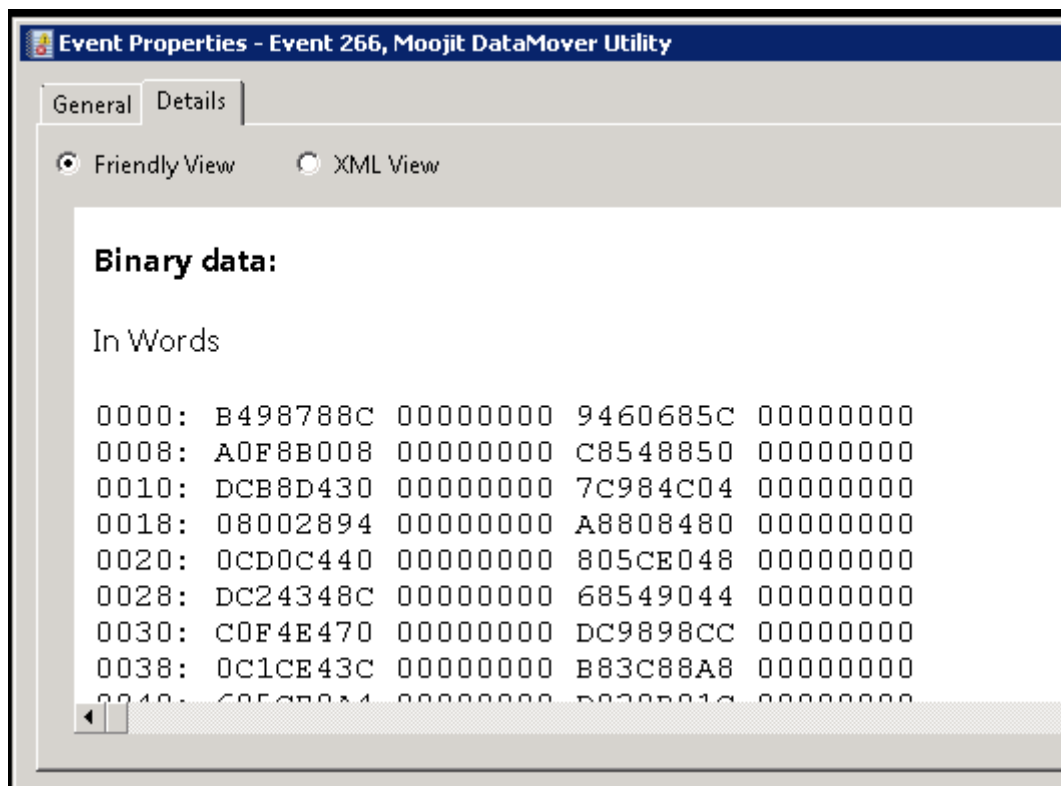 Event Properties - Event 266, Moojit DataMover Utility
General Details
Friendly View XML View
Binary data:
In Words
0000: B498788C 00000000 9460685C 00000000
0008: A0F8B008 00000000 C8548850 00000000
0010: DCB8D430 00000000 7C984C04 00000000
0018: 08002894 00000000 A8808480 00000000
0020: 0CD0C440 00000000 805CE048 00000000
0028: DC24348C 00000000 68549044 00000000
0030: C0F4E470 00000000 DC9898CC 00000000
0038: 0C1CE43C 00000000 B83C88A8 00000000